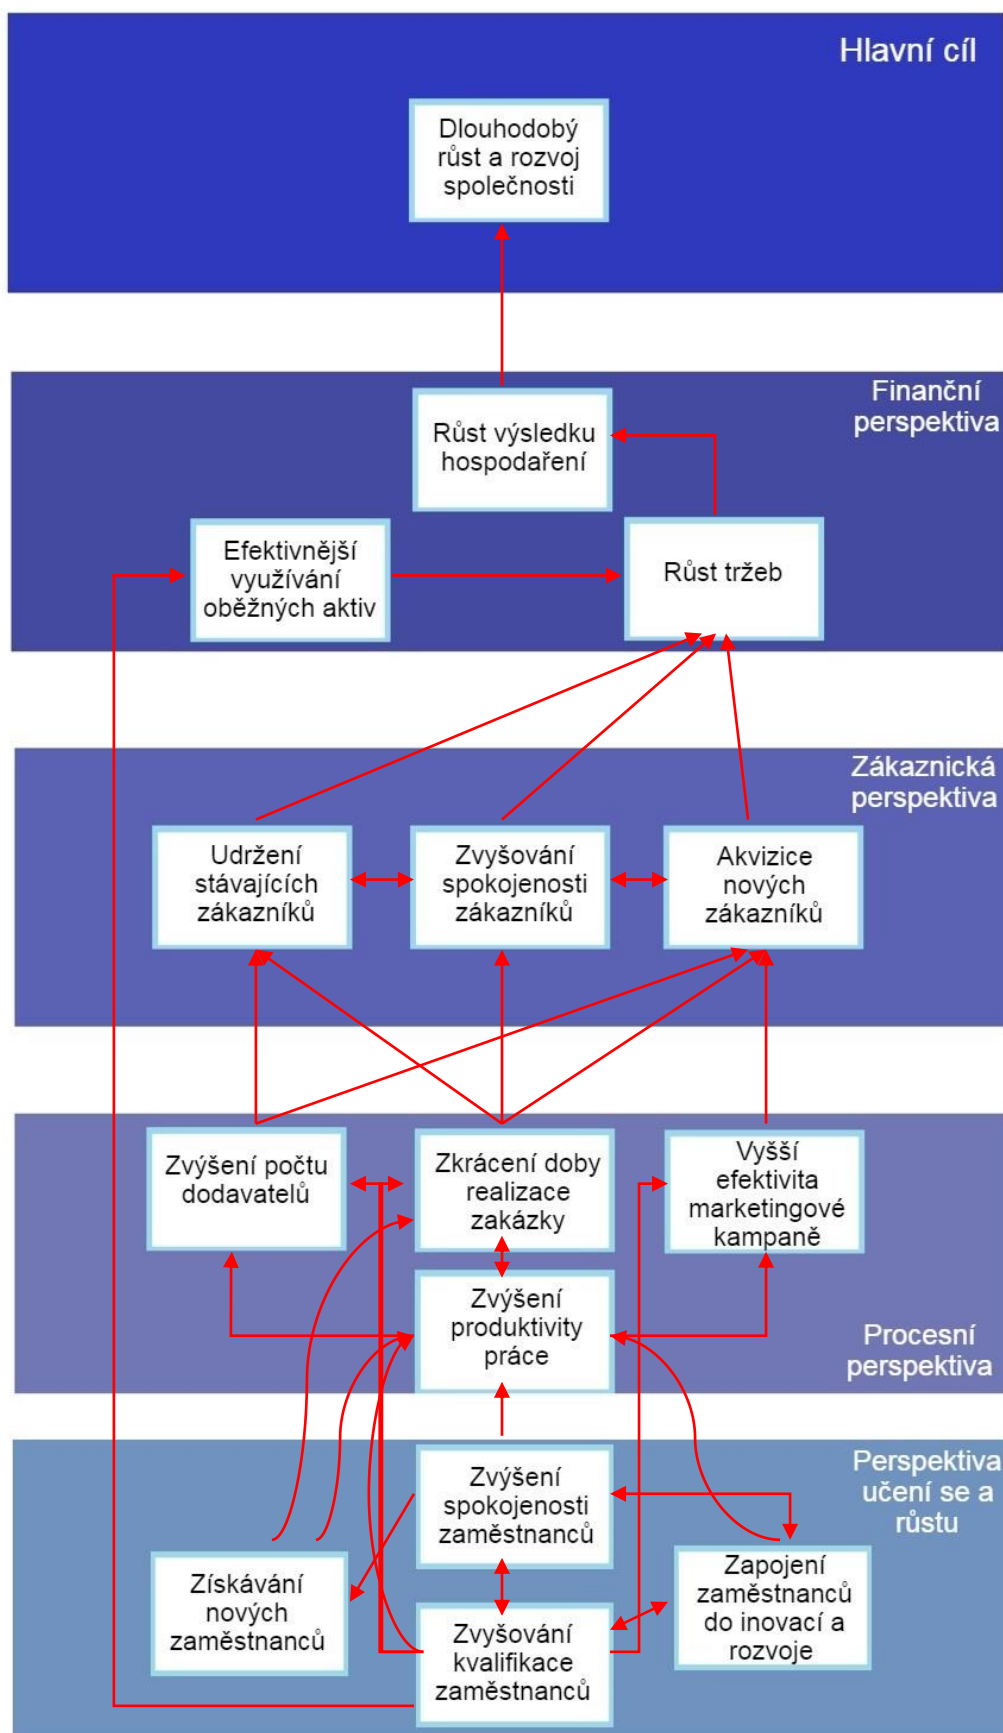 Hlavní cíl
Dlouhodobý
růst a rozvoj
společnosti
Finanční
perspektiva
Růst výsledku
hospodaření
Efektivnější
využívání
oběžných aktiv
Růst tržeb
Zákaznická
perspektiva
Udržení
stávajících
zákazníků
Zvyšování
spokojenosti
zákazníků
Akvizice
nových
zákazníků
Zvýšení počtu
dodavatelů
Zkrácení doby
realizace
zakázky
Vyšší
efektivita
marketingové
kampaně
Zvýšení
produktivity
práce
Procesní
perspektiva
Perspektiva
učení se a
růstu
Zvýšení
spokojenosti
zaměstnanců
Získávání
nových
zaměstnanců
Zvyšování
kvalifikace
zaměstnanců
Zapojení
zaměstnanců
do inovací a
rozvoje